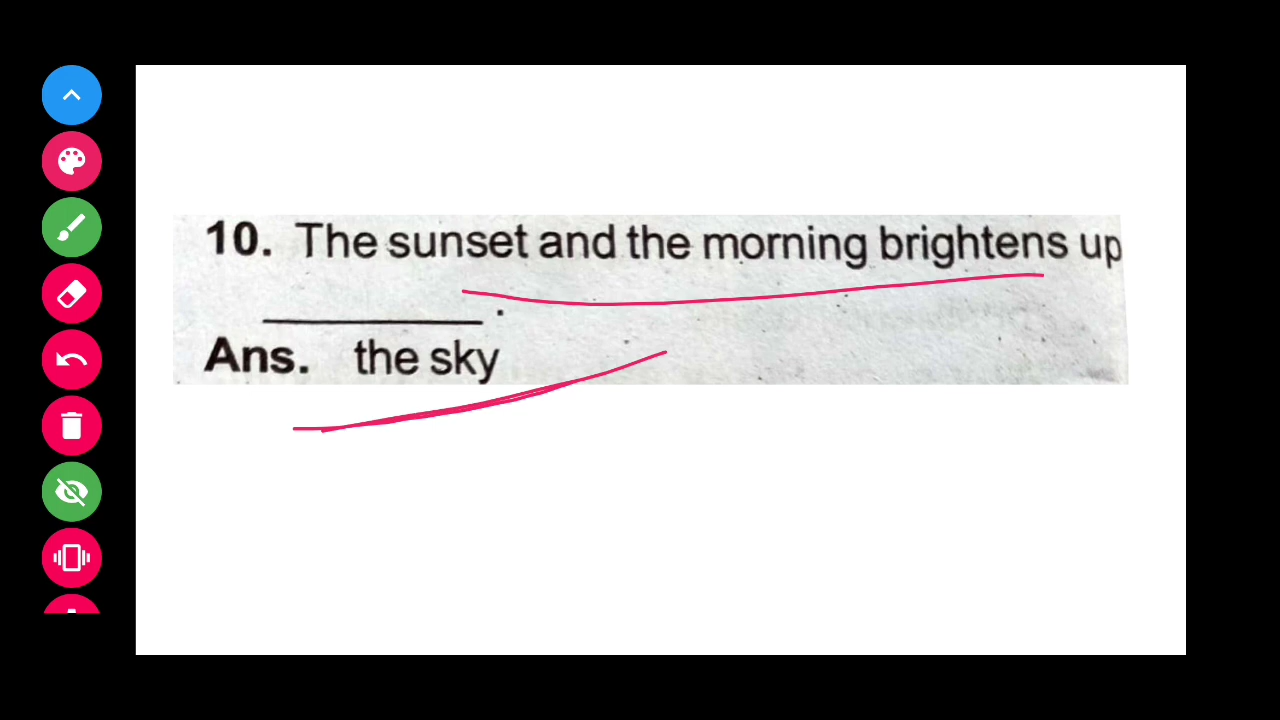 10. The sunset and the morning brightens up
__________ .
Ans. the sky